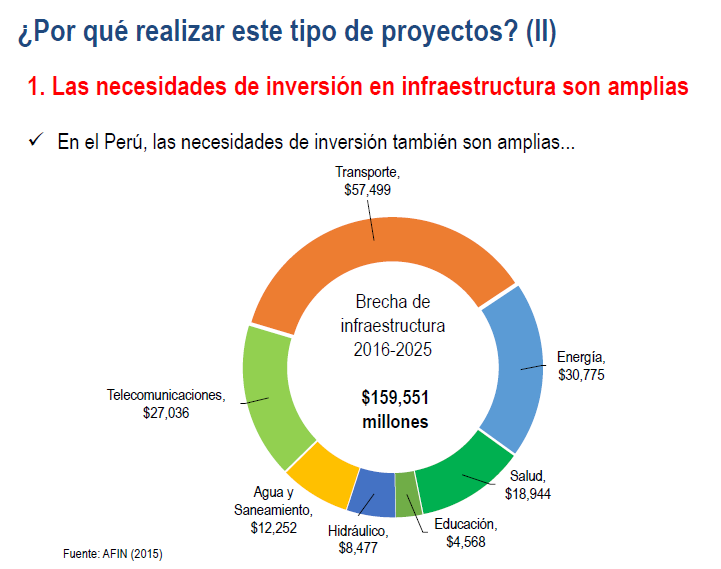 ¿Por qué realizar este tipo de proyectos? (II)
1. Las necesidades de inversión en infraestructura son amplias
✓ En el Perú, las necesidades de inversión también son amplias...
Transporte,
$57,499
Brecha de
infraestructura
2016-2025
$159,551
millones
Energía,
$30,775
Telecomunicaciones,
$27,036
Salud,
$18,944
Agua y
Saneamiento,
$12,252
Hidráulico,
$8,477
Educación,
$4,568
Fuente: AFIN (2015)